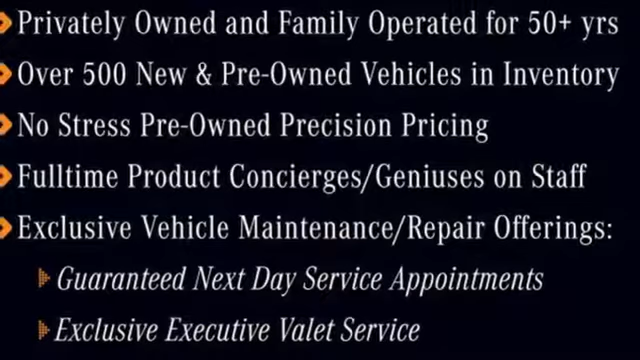 Privately Owned and Family Operated for 50+ yrs
Over 500 New & Pre-Owned Vehicles in Inventory
No Stress Pre-Owned Precision Pricing
Fulltime Product Concierges/Geniuses on Staff
Exclusive Vehicle Maintenance/Repair Offerings:
Guaranteed Next Day Service Appointments
Exclusive Executive Valet Service